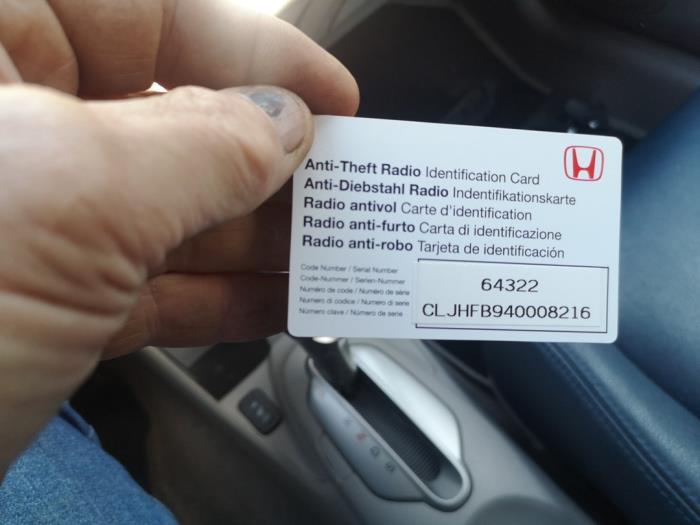 Anti-Theft Radio Identification Card
Anti-Diebstahl Radio Indentifikationskarte
Radio antivol Carte d'identification
Radio anti-furto Carta di identificazione
Radio anti-robo Tarjeta de identificación
Code Number / Serial Number
Code-Nummer / Serien-Nummer
Numéro de code / Numéro de série
Numero di codice / Numero di serie
Número clave / Número de serie
64322
CLJHFB940008216